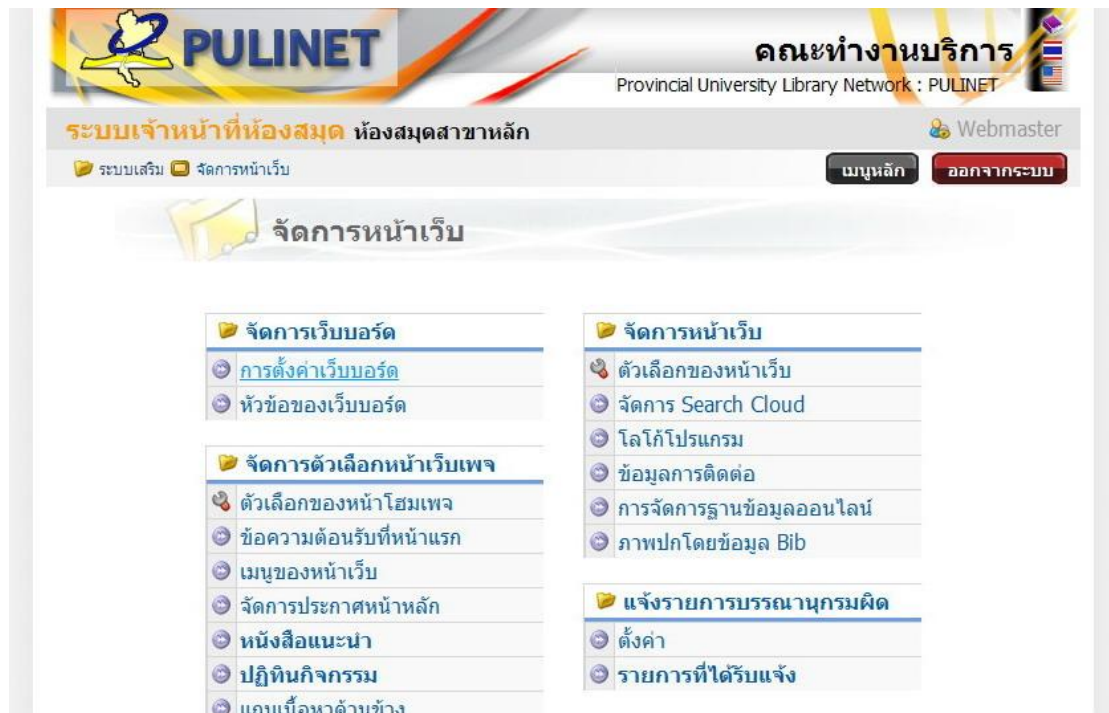 PULINET
คณะทำงานบริการ
Provincial University Library Network : PULINET
ระบบเจ้าหน้าที่ห้องสมุด ห้องสมุดสาขาหลัก
Webmaster
ระบบเสริม จัดการหน้าเว็บ
เมนูหลัก
ออกจากระบบ
จัดการหน้าเว็บ
จัดการเว็บบอร์ด
การตั้งค่าเว็บบอร์ด
หัวข้อของเว็บบอร์ด
จัดการตัวเลือกหน้าเว็บเพจ
ตัวเลือกของหน้าโฮมเพจ
ข้อความต้อนรับที่หน้าแรก
เมนูของหน้าเว็บ
จัดการประกาศหน้าหลัก
หนังสือแนะนำ
ปฏิทินกิจกรรม
แถบเนื้อหาด้านข้าง
จัดการหน้าเว็บ
ตัวเลือกของหน้าเว็บ
จัดการ Search Cloud
โลโก้โปรแกรม
ข้อมูลการติดต่อ
การจัดการฐานข้อมูลออนไลน์
ภาพปกโดยข้อมูล Bib
แจ้งรายการบรรณานุกรมผิด
ตั้งค่า
รายการที่ได้รับแจ้ง